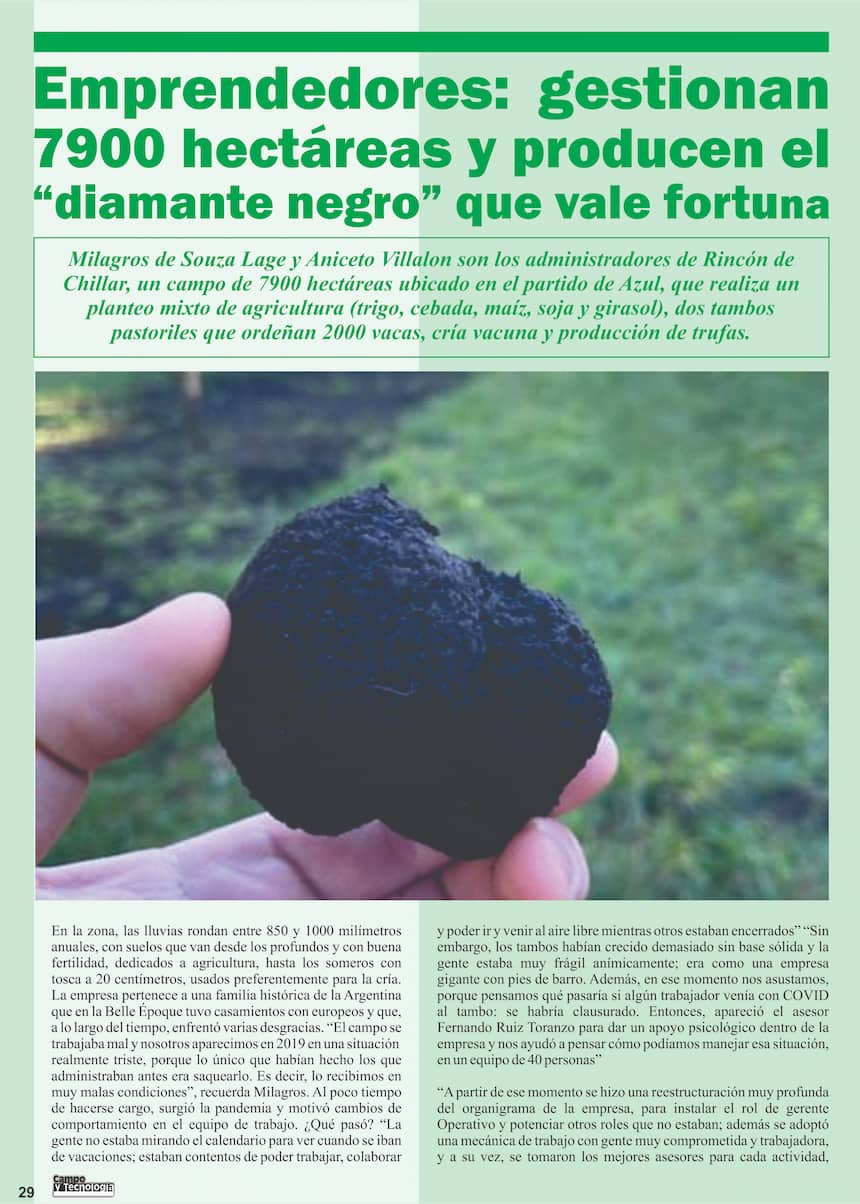 Emprendedores: gestionan
7900 hectáreas y producen el
“diamante negro” que vale fortuna
Milagros de Souza Lage y Aniceto Villalon son los administradores de Rincón de
Chillar, un campo de 7900 hectáreas ubicado en el partido de Azul, que realiza un
planteo mixto de agricultura (trigo, cebada, maíz, soja y girasol), dos tambos
pastoriles que ordeñan 2000 vacas, cría vacuna y producción de trufas.
En la zona, las lluvias rondan entre 850 y 1000 milímetros
anuales, con suelos que van desde los profundos y con buena
fertilidad, dedicados a agricultura, hasta los someros con
tosca a 20 centímetros, usados preferentemente para la cría.
La empresa pertenece a una familia histórica de la Argentina
que en la Belle Époque tuvo casamientos con europeos y que,
a lo largo del tiempo, enfrentó varias desgracias. “El campo se
trabajaba mal y nosotros aparecimos en 2019 en una situación
realmente triste, porque lo único que habían hecho los que
administraban antes era saquearlo. Es decir, lo recibimos en
muy malas condiciones”, recuerda Milagros. Al poco tiempo
de hacerse cargo, surgió la pandemia y motivó cambios de
comportamiento en el equipo de trabajo. ¿Qué pasó? “La
gente no estaba mirando el calendario para ver cuando se iban
de vacaciones; estaban contentos de poder trabajar, colaborar
y poder ir y venir al aire libre mientras otros estaban encerrados” “Sin
embargo, los tambos habían crecido demasiado sin base sólida y la
gente estaba muy frágil anímicamente; era como una empresa
gigante con pies de barro. Además, en ese momento nos asustamos,
porque pensamos qué pasaría si algún trabajador venía con COVID
al tambo: se habría clausurado. Entonces, apareció el asesor
Fernando Ruíz Toranzo para dar un apoyo psicológico dentro de la
empresa y nos ayudó a pensar cómo podíamos manejar esa situación,
en un equipo de 40 personas”
“A partir de ese momento se hizo una reestructuración muy profunda
del organigrama de la empresa, para instalar el rol de gerente
Operativo y potenciar otros roles que no estaban; además se adoptó
una mecánica de trabajo con gente muy comprometida y trabajadora,
y a su vez, se tomaron los mejores asesores para cada actividad,
29
Campo
y Tecnología